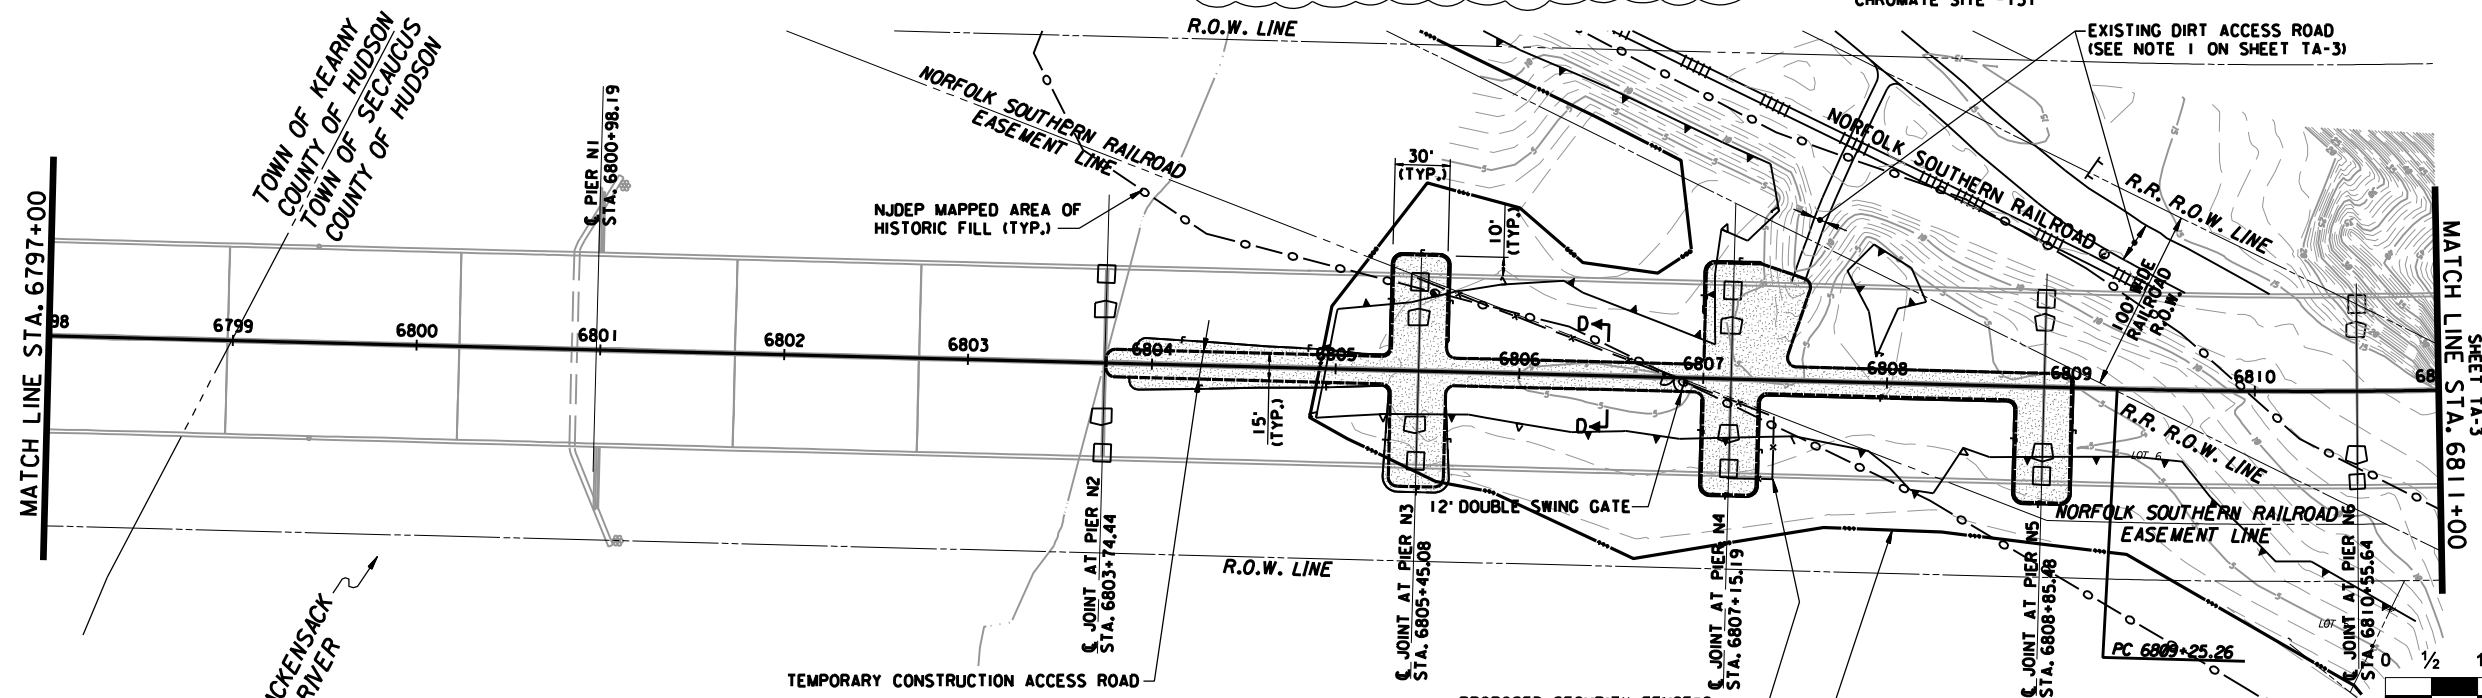 CHROMATE SITE -151
R.O.W. LINE
EXISTING DIRT ACCESS ROAD
(SEE NOTE 1 ON SHEET TA-3)
TOWN OF KEARNY
COUNTY OF HUDSON
TOWN OF SECAUCUS
COUNTY OF HUDSON
℄ PIER N1
STA. 6800+98.19
NORFOLK SOUTHERN RAILROAD
EASEMENT LINE
NORFOLK SOUTHERN RAILROAD
R.R. R.O.W. LINE
30'
(TYP.)
10'
(TYP.)
NJDEP MAPPED AREA OF
HISTORIC FILL (TYP.)
100' WIDE
RAILROAD
R.O.W.
MATCH LINE STA. 6797+00
98
6799
6800
6801
6802
6803
6804
6805
6806
6807
6808
6809
6810
68
MATCH LINE STA. 6811+00
SHEET TA-3
D
D
15'
(TYP.)
R.R. R.O.W. LINE
LOT 6
12' DOUBLE SWING GATE
NORFOLK SOUTHERN RAILROAD
EASEMENT LINE
R.O.W. LINE
℄ JOINT AT PIER N2
STA. 6803+74.44
℄ JOINT AT PIER N3
STA. 6805+45.08
℄ JOINT AT PIER N4
STA. 6807+15.19
℄ JOINT AT PIER N5
STA. 6808+85.48
℄ JOINT AT PIER N6
STA. 6810+55.64
LOT
PC 6809+25.26
0 ½ 1
TEMPORARY CONSTRUCTION ACCESS ROAD
ACKENSACK
RIVER